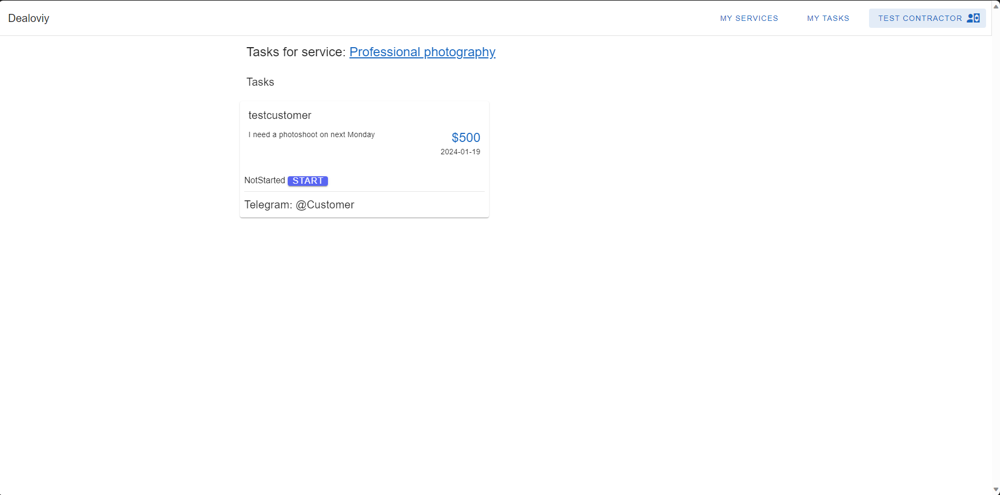 Dealoviy
MY SERVICES
MY TASKS
TEST CONTRACTOR
Tasks for service: Professional photography
Tasks
testcustomer
I need a photoshoot on next Monday
$500
2024-01-19
NotStarted START
Telegram: @Customer